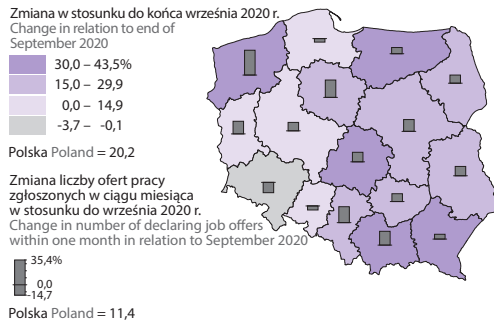 Zmiana w stosunku do końca września 2020 r.
Change in relation to end of
September 2020
30,0 – 43,5%
15,0 – 29,9
0,0 – 14,9
-3,7 – -0,1
Polska Poland = 20,2
Zmiana liczby ofert pracy
zgłoszonych w ciągu miesiąca
w stosunku do września 2020 r.
Change in number of declaring job offers
within one month in relation to September 2020
35,4%
0,0
-14,7
Polska Poland = 11,4